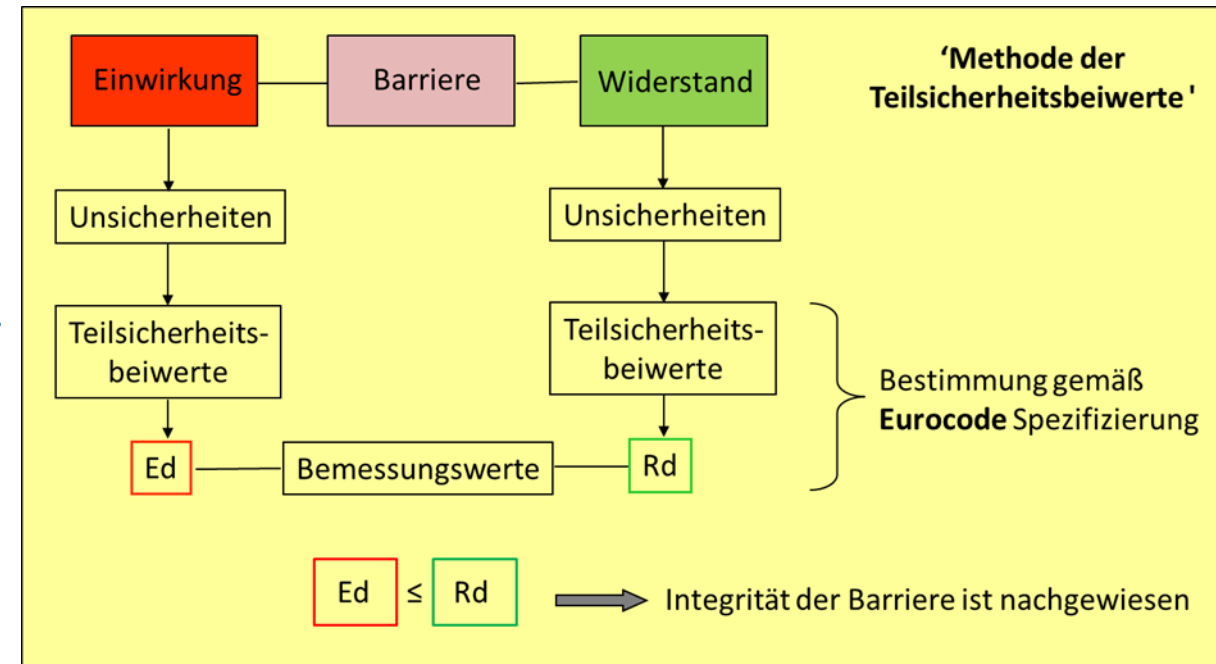 Einwirkung
Barriere
Widerstand
‘Methode der
Teilsicherheitsbeiwerte '
Unsicherheiten
Unsicherheiten
Teilsicherheits-
beiwerte
Teilsicherheits-
beiwerte
Bestimmung gemäß
Eurocode Spezifizierung
Ed
Bemessungswerte
Rd
Ed ≤ Rd
Integrität der Barriere ist nachgewiesen